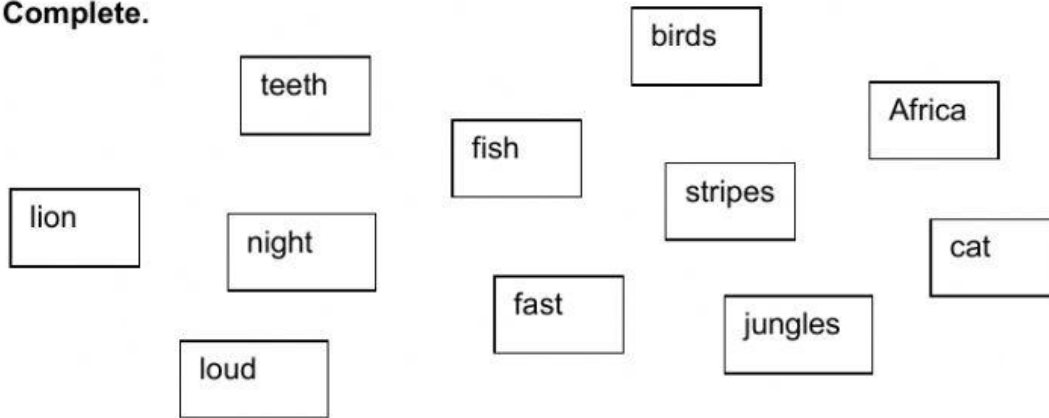 Complete.
birds
teeth
Africa
fish
stripes
lion
night
cat
fast
jungles
loud